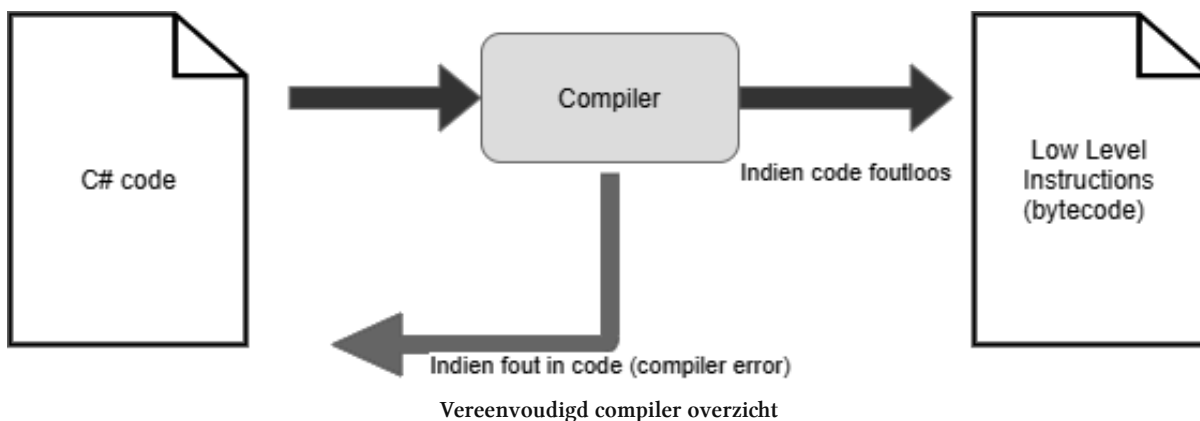 C# code
Compiler
Indien code foutloos
Low Level
Instructions
(bytecode)
Indien fout in code (compiler error)
Vereenvoudigd compiler overzicht